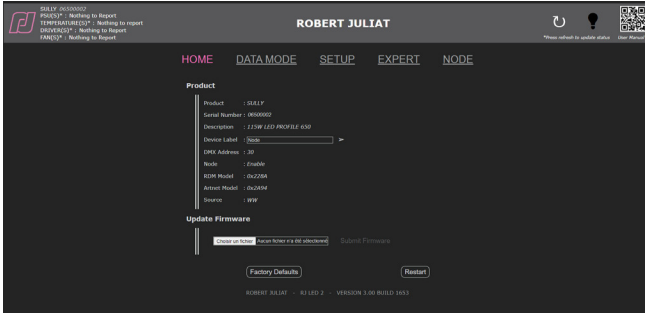 SULLY 06500002
PSU(S)* : Nothing to Report
TEMPERATURE(S)* : Nothing to report
DRIVER(S)* : Nothing to Report
FAN(S)* : Nothing to Report
ROBERT JULIAT
*Press refresh to update status
User Manual
HOME DATA MODE SETUP EXPERT NODE
Product
Product : SULLY
Serial Number : 06500002
Description : 115W LED PROFILE 650
Device Label : Node
DMX Address : 30
Node : Enable
RDM Model : 0x228A
Artnet Model : 0x2A94
Source : WW
Update Firmware
Choisir un fichier Aucun fichier n'a été sélectionné Submit Firmware
Factory Defaults Restart
ROBERT JULIAT - RJ LED 2 - VERSION 3.00 BUILD 1653